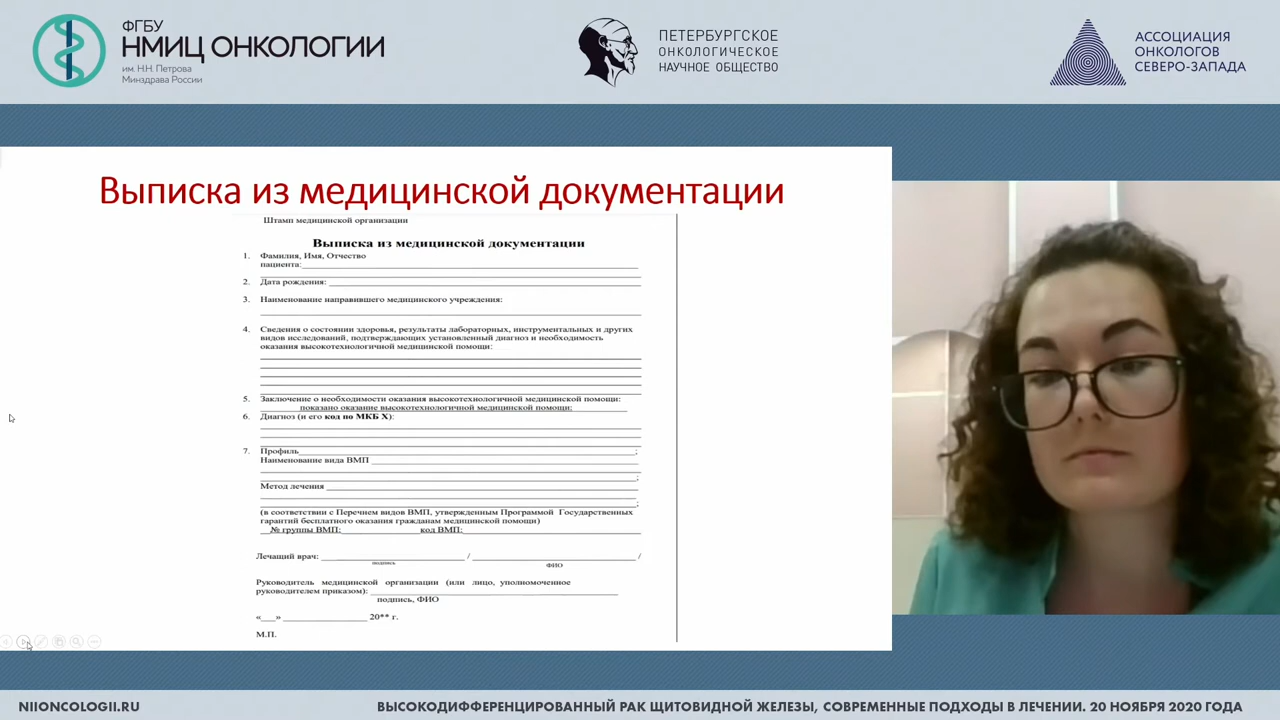 ФГБУ
НМИЦ ОНКОЛОГИИ
им. Н.Н. Петрова
Минздрава России
ПЕТЕРБУРГСКОЕ
ОНКОЛОГИЧЕСКОЕ
НАУЧНОЕ ОБЩЕСТВО
АССОЦИАЦИЯ
ОНКОЛОГОВ
СЕВЕРО-ЗАПАДА
Выписка из медицинской документации
Штамп медицинской организации
Выписка из медицинской документации
1. Фамилия, Имя, Отчество
пациента:
2. Дата рождения:
3. Наименование направившего медицинского учреждения:
4. Сведения о состоянии здоровья, результаты лабораторных, инструментальных и других
видов исследований, подтверждающих установленный диагноз и необходимость
оказания высокотехнологичной медицинской помощи:
5. Заключение о необходимости оказания высокотехнологичной медицинской помощи:
показано оказание высокотехнологичной медицинской помощи:
6. Диагноз (и его код по МКБ X):
7. Профиль ;
Наименование вида ВМП
;
Метод лечения
;
(в соответствии с Перечнем видов ВМП, утвержденным Программой Государственных
гарантий бесплатного оказания гражданам медицинской помощи)
№ группы ВМП: код ВМП:
Лечащий врач: / /
подпись ФИО
Руководитель медицинской организации (или лицо, уполномоченное
руководителем приказом):
подпись, ФИО
«___» ________________ 20** г.
М.П.
NIIONCOLOGII.RU
ВЫСОКОДИФФЕРЕНЦИРОВАННЫЙ РАК ЩИТОВИДНОЙ ЖЕЛЕЗЫ, СОВРЕМЕННЫЕ ПОДХОДЫ В ЛЕЧЕНИИ. 20 НОЯБРЯ 2020 ГОДА